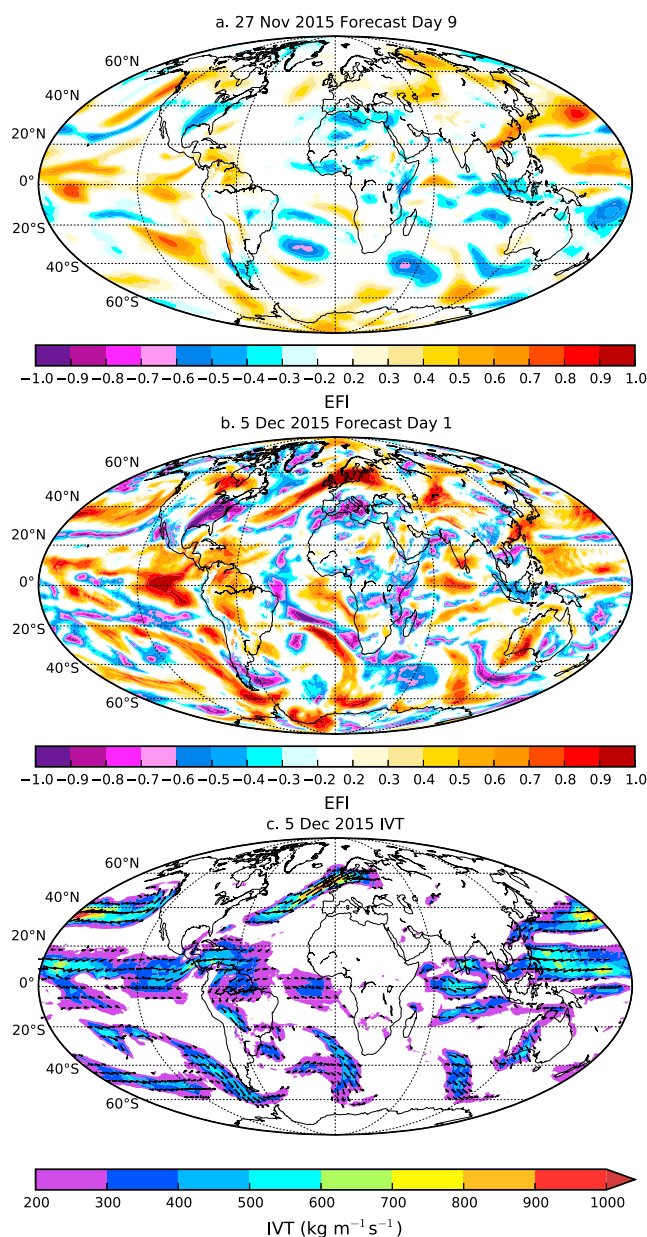 a. 27 Nov 2015 Forecast Day 9
60°N
40°N
20°N
0°
20°S
40°S
60°S
−1.0 −0.9 −0.8 −0.7 −0.6 −0.5 −0.4 −0.3 −0.2 0.2 0.3 0.4 0.5 0.6 0.7 0.8 0.9 1.0
EFI
b. 5 Dec 2015 Forecast Day 1
60°N
40°N
20°N
0°
20°S
40°S
60°S
−1.0 −0.9 −0.8 −0.7 −0.6 −0.5 −0.4 −0.3 −0.2 0.2 0.3 0.4 0.5 0.6 0.7 0.8 0.9 1.0
EFI
c. 5 Dec 2015 IVT
60°N
40°N
20°N
0°
20°S
40°S
60°S
200 300 400 500 600 700 800 900 1000
IVT (kg m⁻¹s⁻¹)